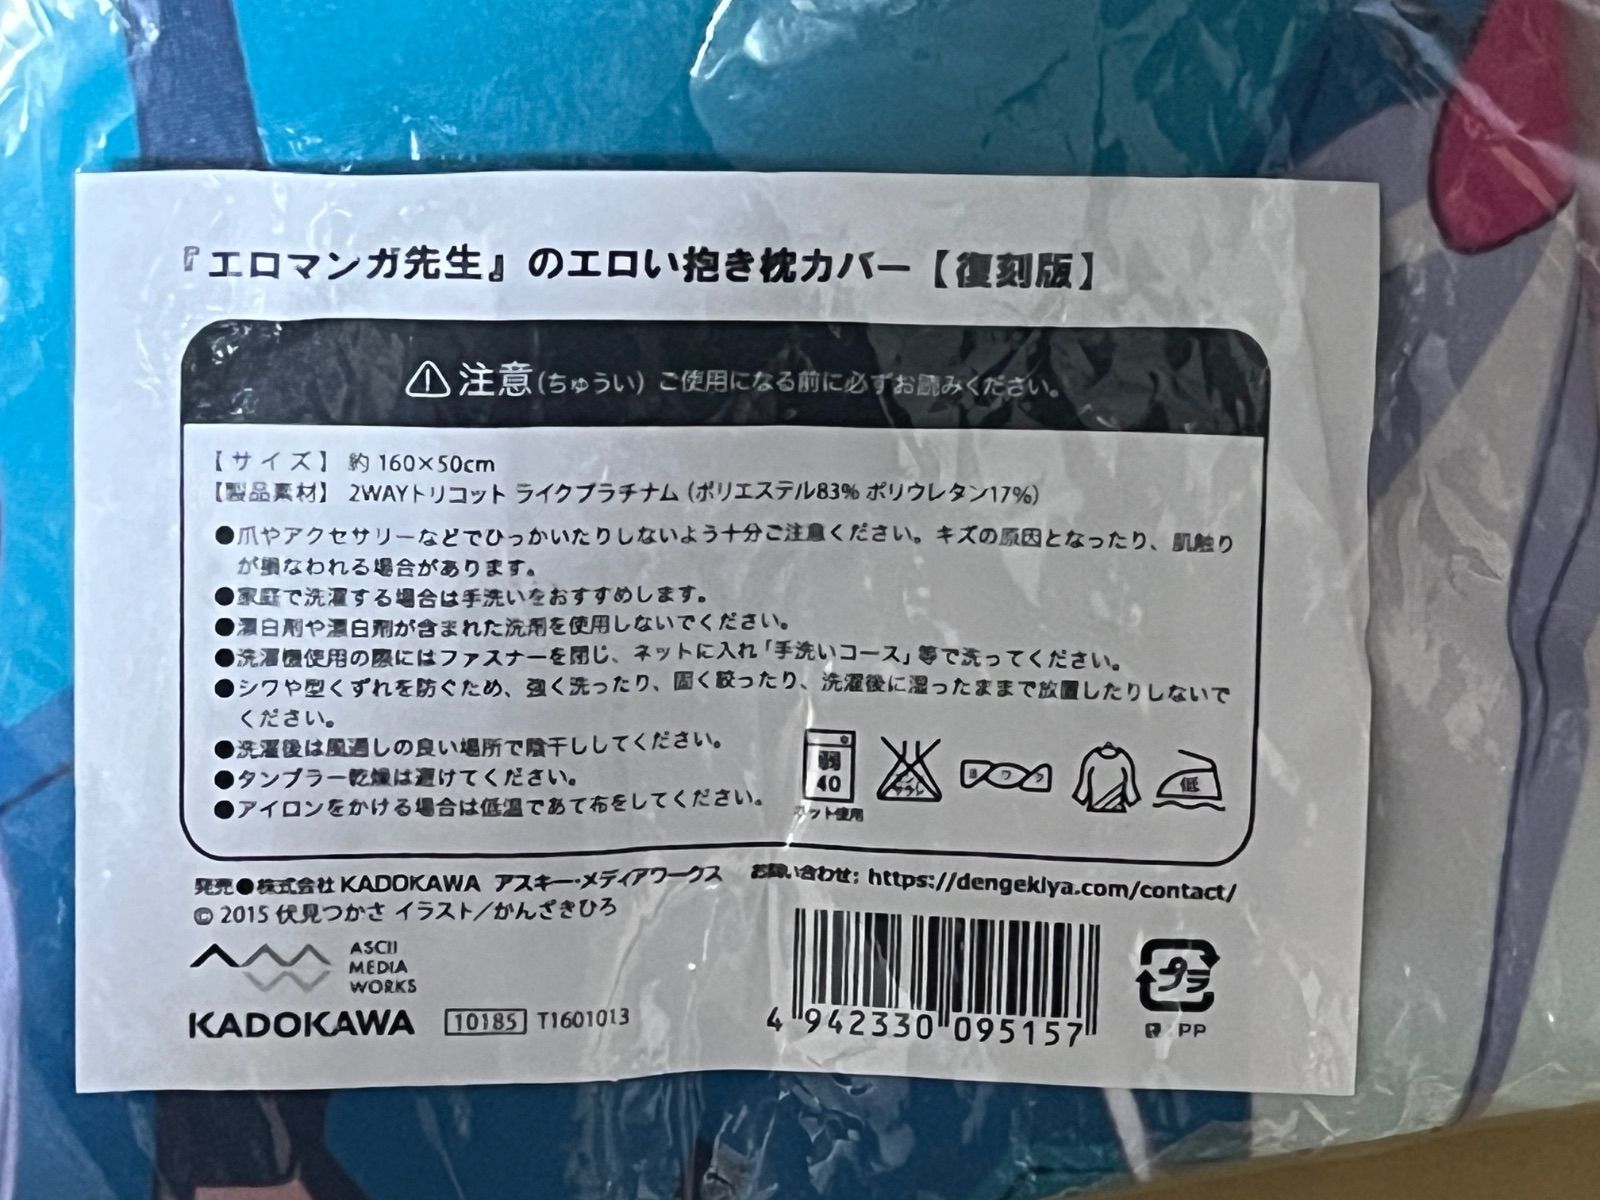 『エロマンガ先生』のエロい抱き枕カバー【復刻版】
注意(ちゅうい) ご使用になる前に必ずお読みください。
【サイズ】 約160×50cm
【製品素材】 2WAYトリコット ライクプラチナム (ポリエステル83% ポリウレタン17%)
●爪やアクセサリーなどでひっかいたりしないよう十分ご注意ください。キズの原因となったり、肌触り
が損なわれる場合があります。
●家庭で洗濯する場合は手洗いをおすすめします。
●漂白剤や漂白剤が含まれた洗剤を使用しないでください。
●洗濯機使用の際にはファスナーを閉じ、ネットに入れ「手洗いコース」等で洗ってください。
●シワや型くずれを防ぐため、強く洗ったり、固く絞ったり、洗濯後に湿ったままで放置したりしないで
ください。
●洗濯後は風通しの良い場所で陰干ししてください。
●タンブラー乾燥は避けてください。
●アイロンをかける場合は低温であて布をしてください。
弱
40
ネット使用
エンソ
サラシ
ヨワク
低
発売●株式会社KADOKAWA アスキー・メディアワークス お問い合わせ: https://dengekiya.com/contact/
© 2015 伏見つかさ イラスト/かんざきひろ
ASCII
MEDIA
WORKS
KADOKAWA 10185 T1601013
4 942330 095157
プラ
PP